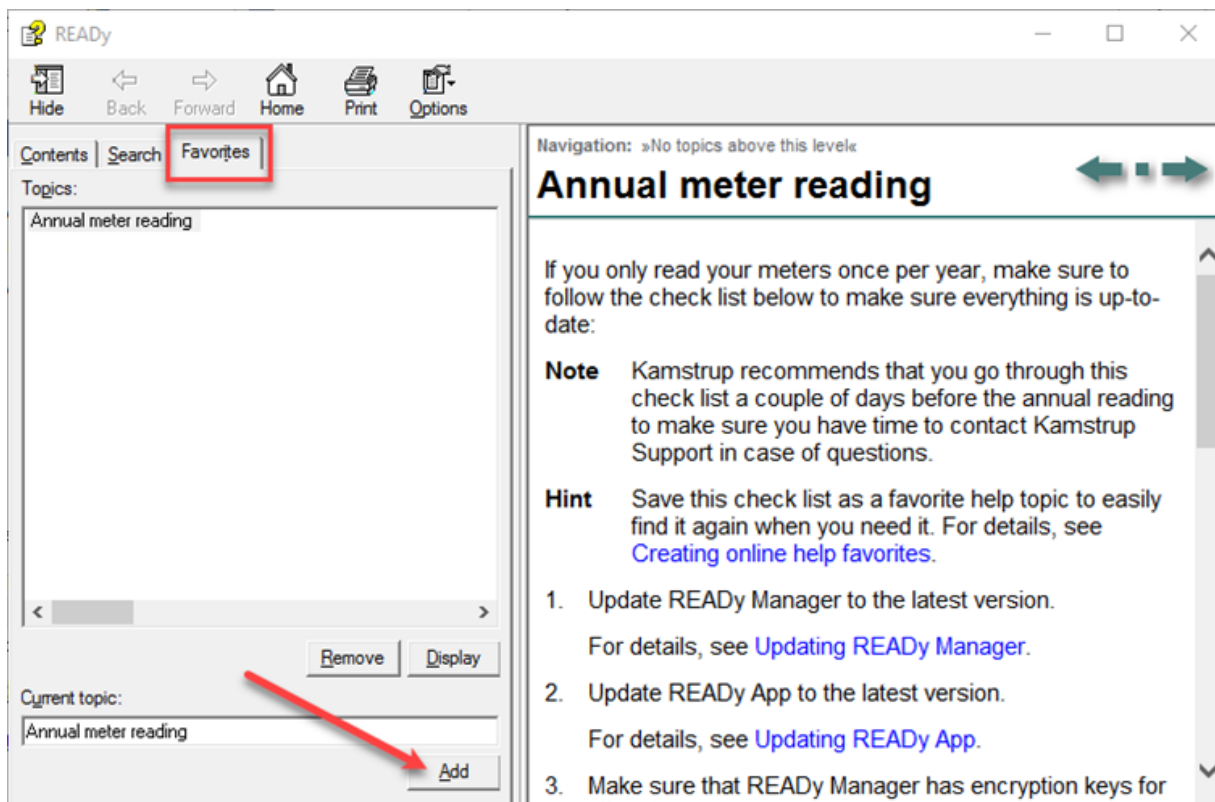 READy
Hide Back Forward Home Print Options
Contents Search Favorites
Topics:
Annual meter reading
Remove Display
Current topic:
Annual meter reading
Add
Navigation: »No topics above this level«
Annual meter reading
If you only read your meters once per year, make sure to
follow the check list below to make sure everything is up-to-
date:
Note Kamstrup recommends that you go through this
check list a couple of days before the annual reading
to make sure you have time to contact Kamstrup
Support in case of questions.
Hint Save this check list as a favorite help topic to easily
find it again when you need it. For details, see
Creating online help favorites.
1. Update READy Manager to the latest version.
For details, see Updating READy Manager.
2. Update READy App to the latest version.
For details, see Updating READy App.
3. Make sure that READy Manager has encryption keys for